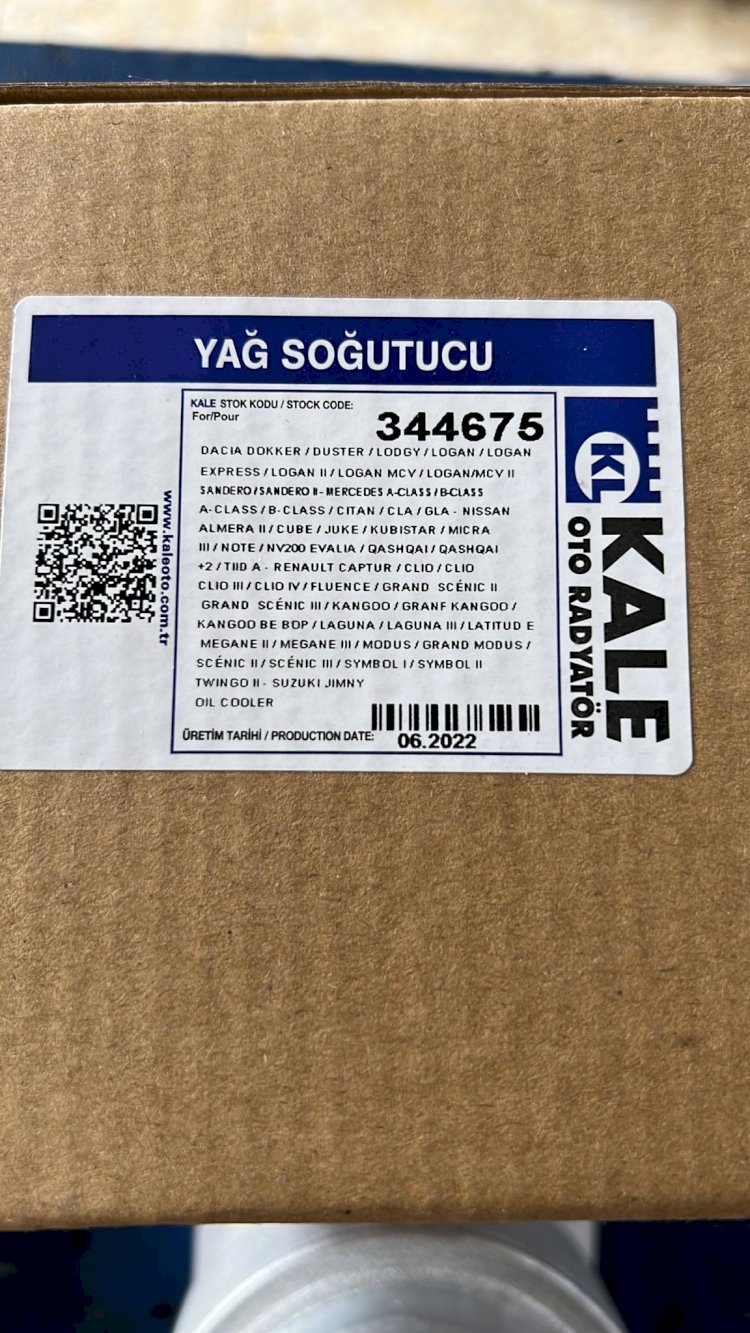 YAĞ SOĞUTUCU
KALE STOK KODU / STOCK CODE:
For/Pour
344675
DACIA DOKKER / DUSTER / LODGY / LOGAN / LOGAN
EXPRESS / LOGAN II / LOGAN MCV / LOGAN/MCV II
SANDERO / SANDERO II - MERCEDES A-CLASS / B-CLASS
A-CLASS / B-CLASS / CITAN / CLA / GLA - NISSAN
ALMERA II / CUBE / JUKE / KUBISTAR / MICRA
III / NOTE / NV200 EVALIA / QASHQAI / QASHQAI
+2 / TIID A - RENAULT CAPTUR / CLIO / CLIO
CLIO III / CLIO IV / FLUENCE / GRAND SCÉNIC II
GRAND SCÉNIC III / KANGOO / GRANF KANGOO /
KANGOO BE BOP / LAGUNA / LAGUNA III / LATITUD E
MEGANE II / MEGANE III / MODUS / GRAND MODUS /
SCÉNIC II / SCÉNIC III / SYMBOL I / SYMBOL II
TWINGO II - SUZUKI JIMNY
OIL COOLER
ÜRETİM TARİHİ / PRODUCTION DATE:
06.2022
www.kaleoto.com.tr
KL
KALE
OTO RADYATÖR